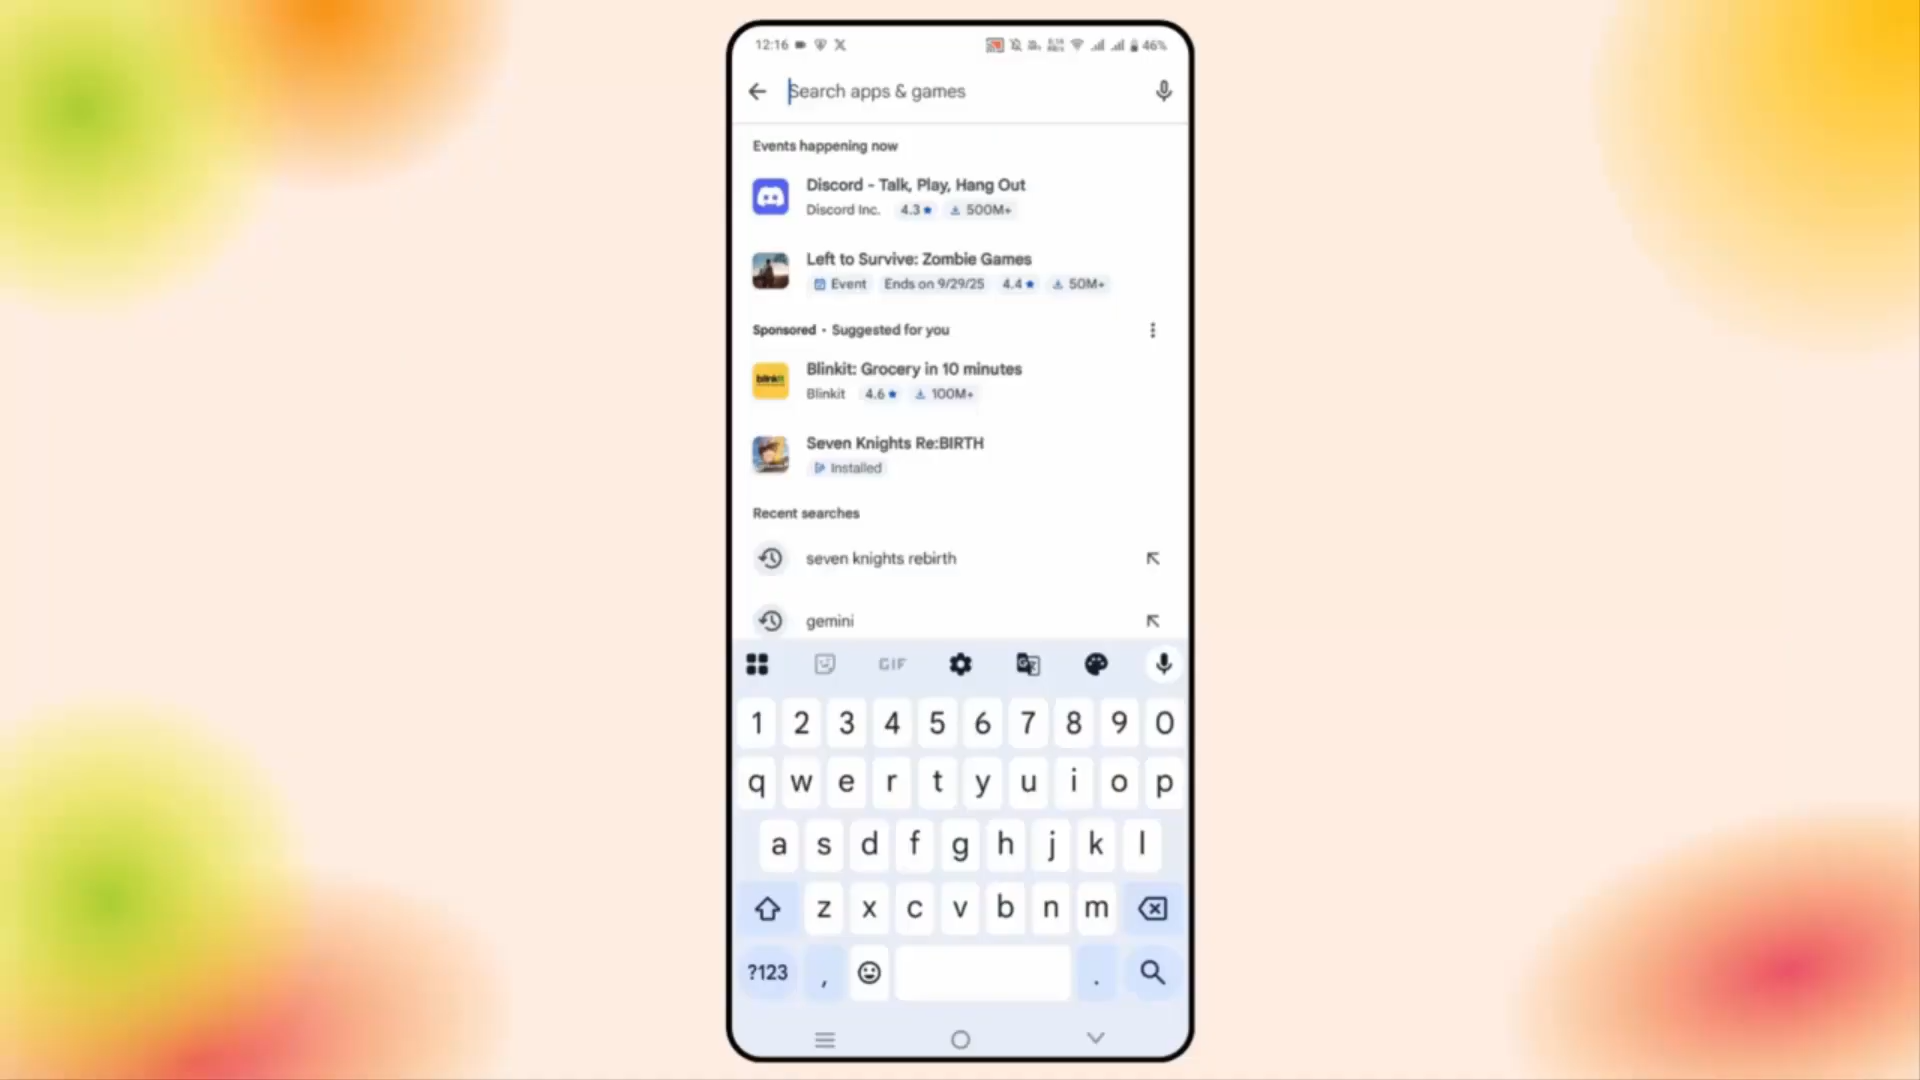 12:16 46%
Search apps & games
Events happening now
Discord - Talk, Play, Hang Out
Discord Inc. 4.3 500M+
Left to Survive: Zombie Games
Event Ends on 9/29/25 4.4 50M+
Sponsored • Suggested for you
blinkit
Blinkit: Grocery in 10 minutes
Blinkit 4.6 100M+
Seven Knights Re:BIRTH
Installed
Recent searches
seven knights rebirth
gemini
GIF
1 2 3 4 5 6 7 8 9 0
q w e r t y u i o p
a s d f g h j k l
z x c v b n m
?123 , .